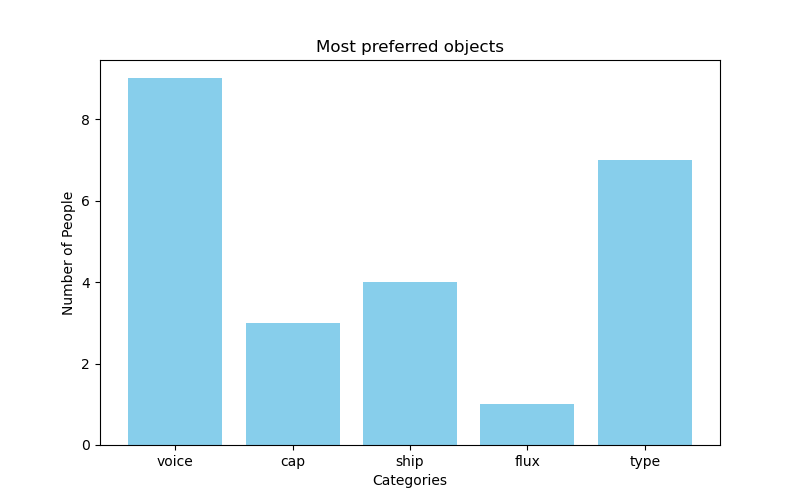 Most preferred objects
Number of People
8
6
4
2
0
voice cap ship flux type
Categories